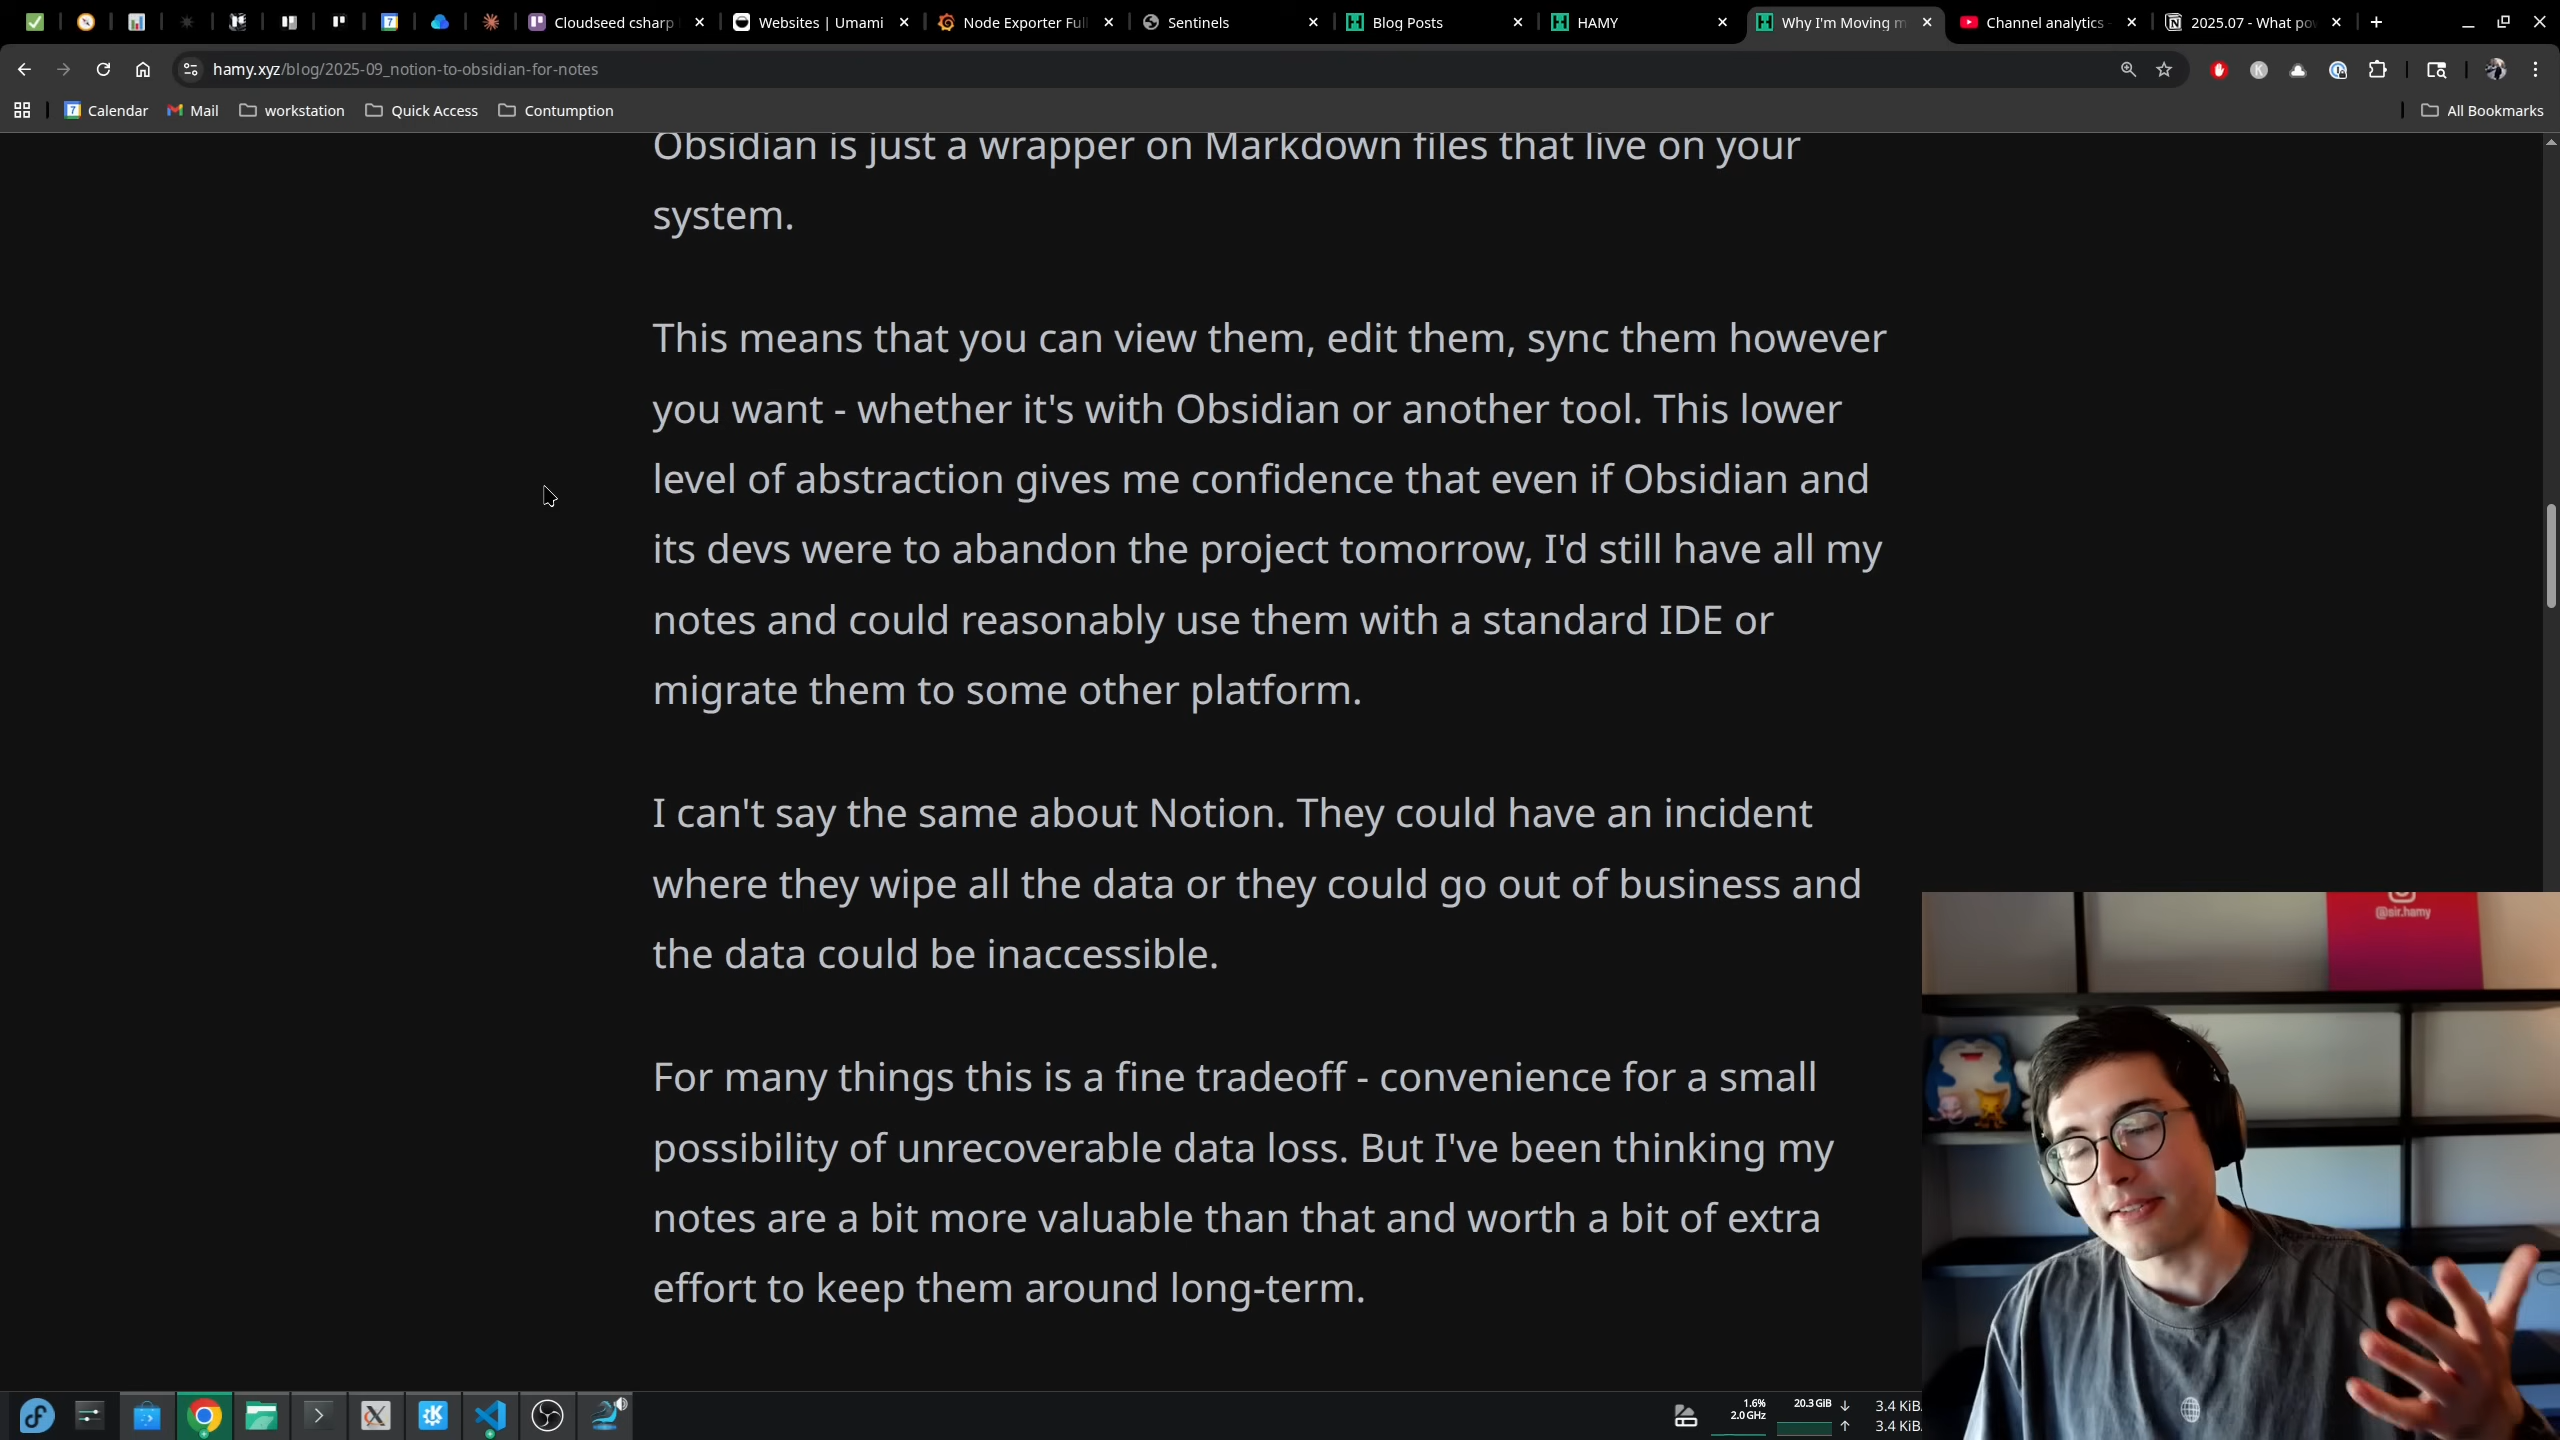 Cloudseed csharp
Websites | Umami
Node Exporter Full
Sentinels
Blog Posts
HAMY
Why I'm Moving m
Channel analytics -
2025.07 - What po
hamy.xyz/blog/2025-09_notion-to-obsidian-for-notes
Calendar
Mail
workstation
Quick Access
Contumption
All Bookmarks
Obsidian is just a wrapper on Markdown files that live on your
system.
This means that you can view them, edit them, sync them however
you want - whether it's with Obsidian or another tool. This lower
level of abstraction gives me confidence that even if Obsidian and
its devs were to abandon the project tomorrow, I'd still have all my
notes and could reasonably use them with a standard IDE or
migrate them to some other platform.
I can't say the same about Notion. They could have an incident
where they wipe all the data or they could go out of business and
the data could be inaccessible.
For many things this is a fine tradeoff - convenience for a small
possibility of unrecoverable data loss. But I've been thinking my
notes are a bit more valuable than that and worth a bit of extra
effort to keep them around long-term.
@sir.hamy
1.6%
2.0 GHz
20.3 GiB
3.4 KiB
3.4 KiB